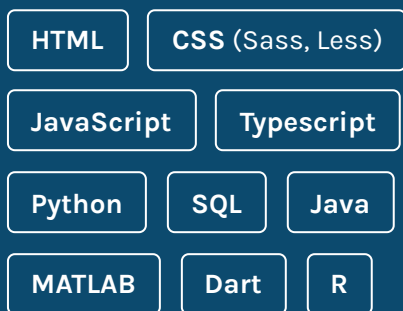 HTML CSS (Sass, Less)
JavaScript Typescript
Python SQL Java
MATLAB Dart R